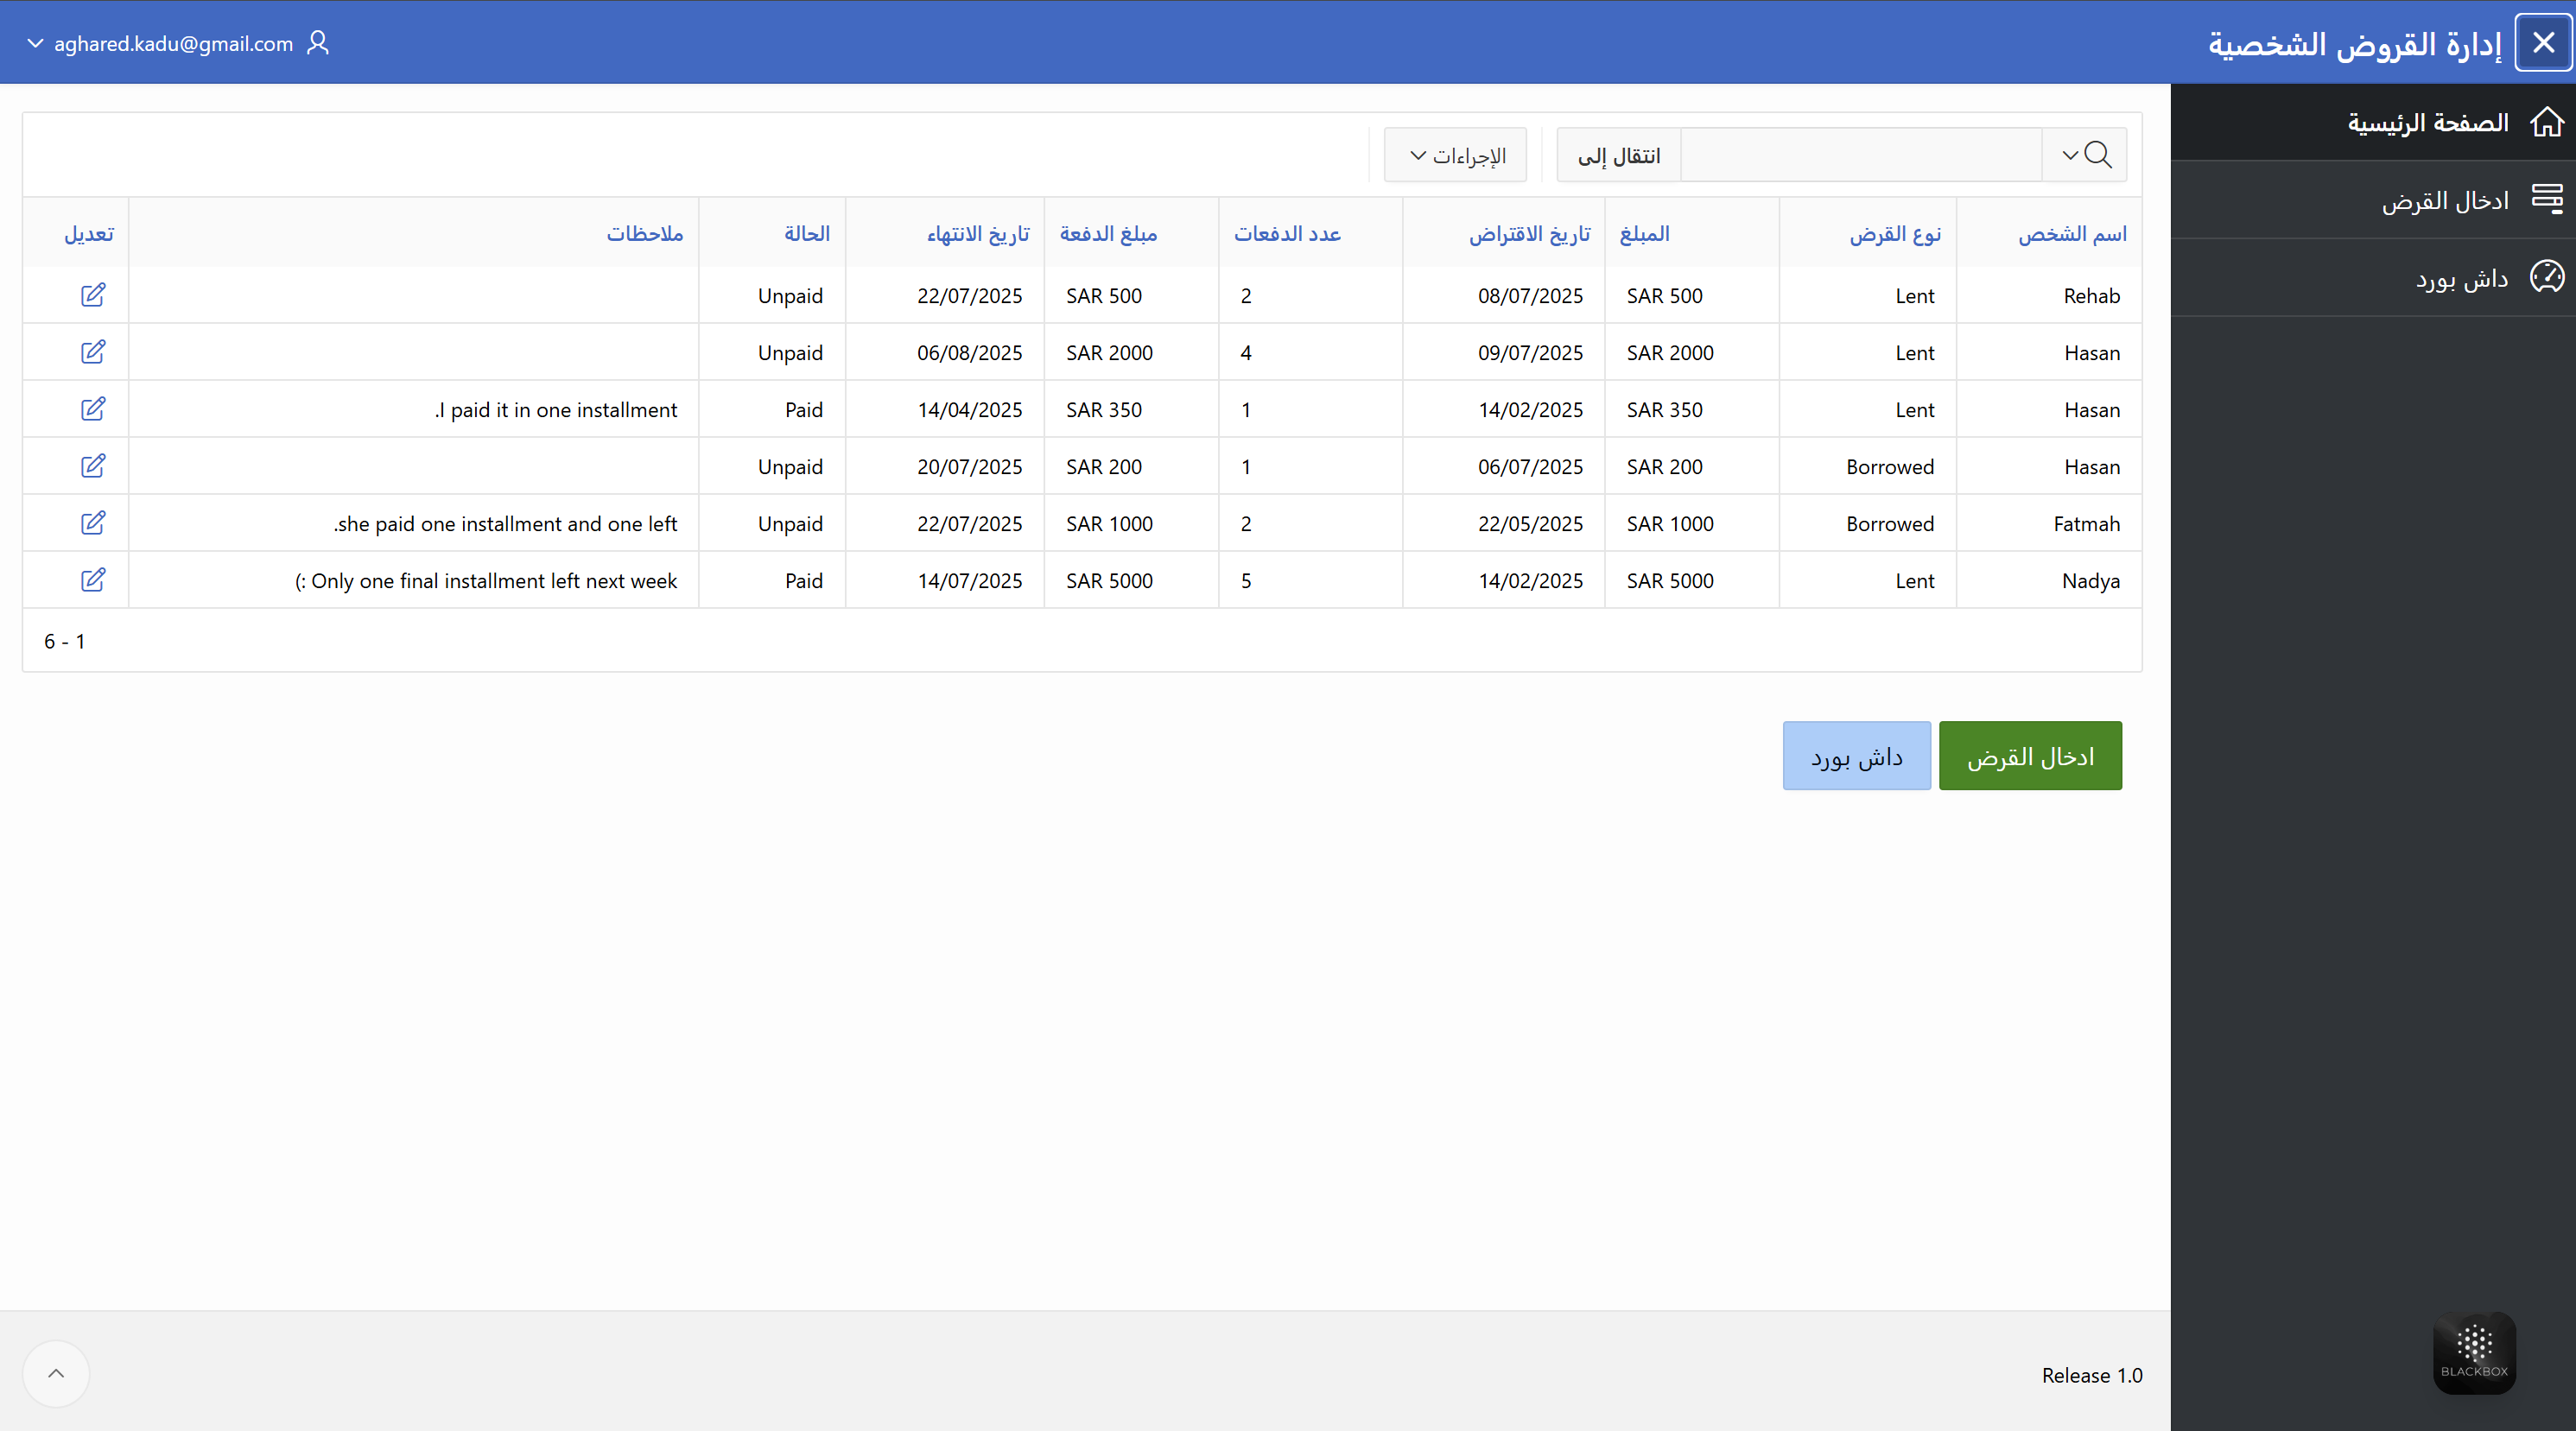 إدارة القروض الشخصية
aghared.kadu@gmail.com
الصفحة الرئيسية
ادخال القرض
داش بورد
انتقال إلى
الإجراءات
اسم الشخص نوع القرض المبلغ تاريخ الاقتراض عدد الدفعات مبلغ الدفعة تاريخ الانتهاء الحالة ملاحظات تعديل
Rehab Lent SAR 500 08/07/2025 2 SAR 500 22/07/2025 Unpaid
Hasan Lent SAR 2000 09/07/2025 4 SAR 2000 06/08/2025 Unpaid
Hasan Lent SAR 350 14/02/2025 1 SAR 350 14/04/2025 Paid .I paid it in one installment
Hasan Borrowed SAR 200 06/07/2025 1 SAR 200 20/07/2025 Unpaid
Fatmah Borrowed SAR 1000 22/05/2025 2 SAR 1000 22/07/2025 Unpaid .she paid one installment and one left
Nadya Lent SAR 5000 14/02/2025 5 SAR 5000 14/07/2025 Paid (: Only one final installment left next week
6 - 1
ادخال القرض
داش بورد
Release 1.0
BLACKBOX